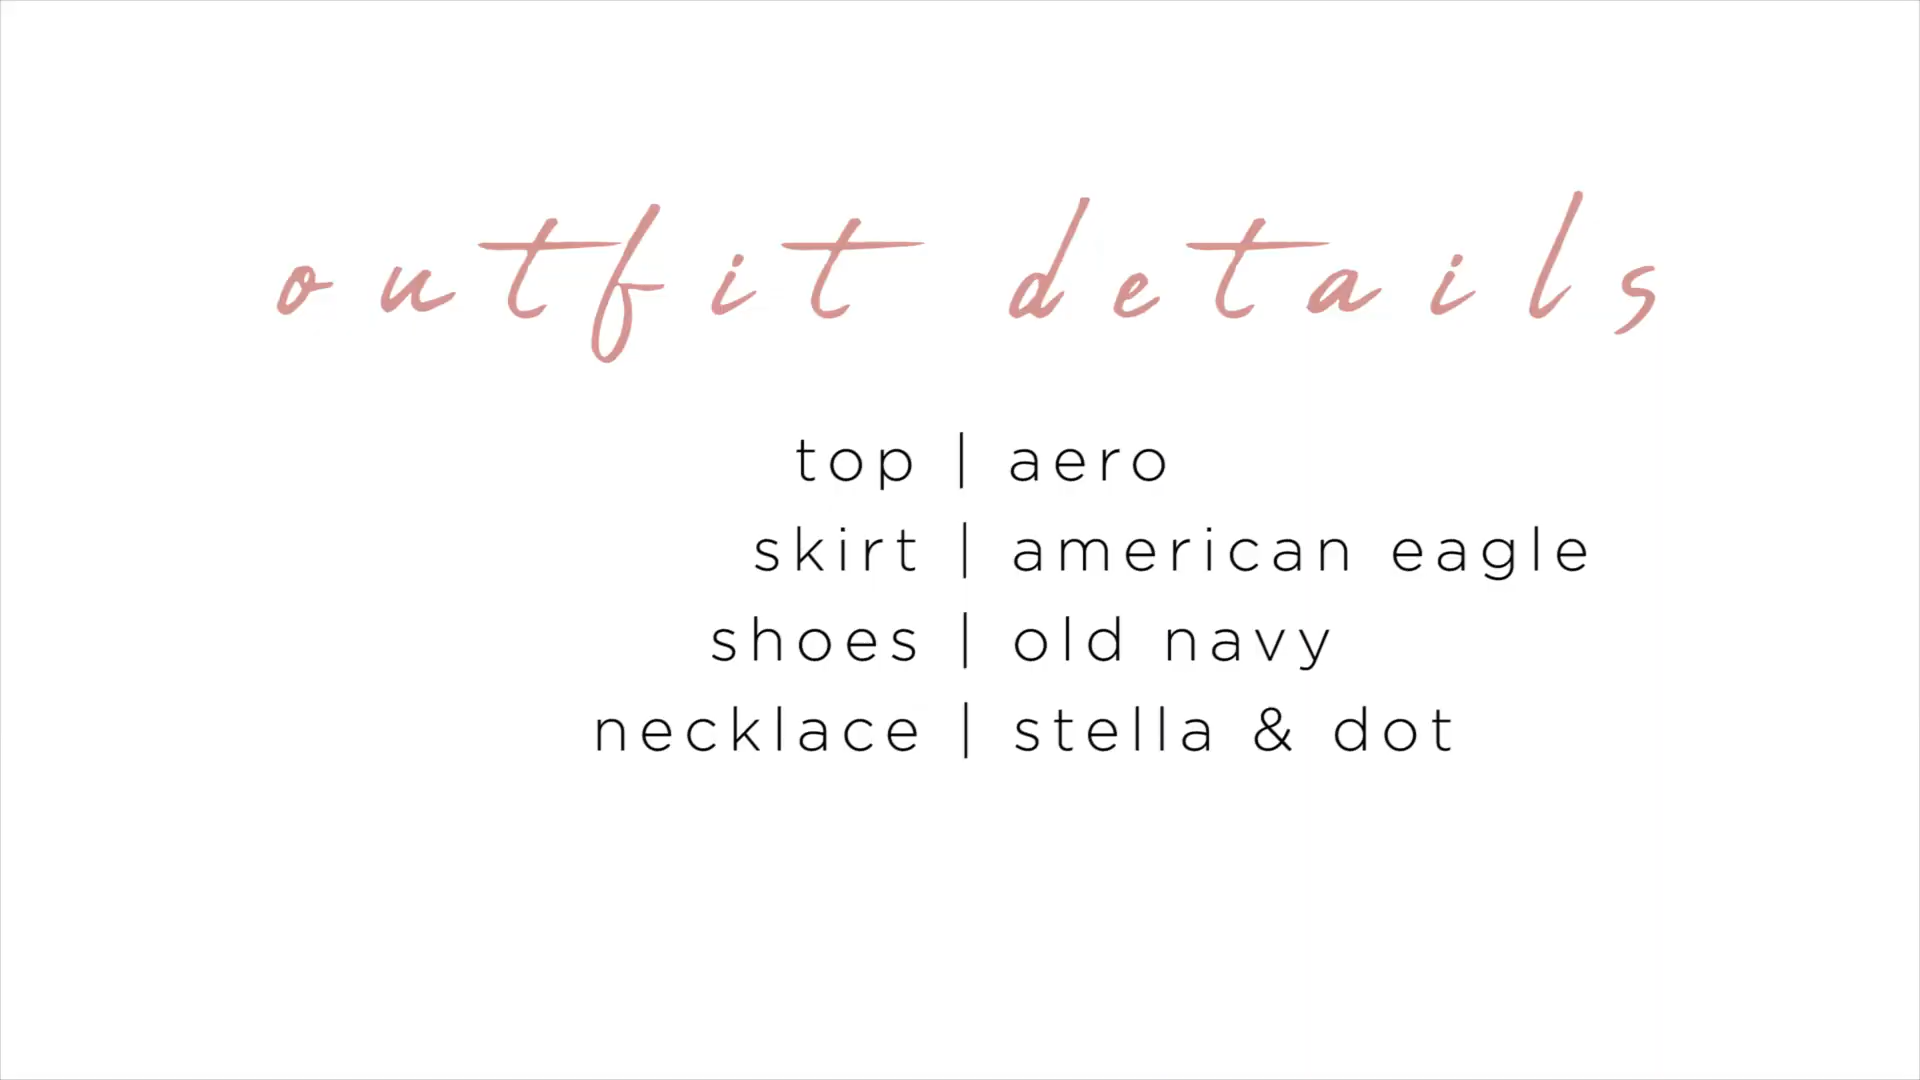 outfit details
top | aero
skirt | american eagle
shoes | old navy
necklace | stella & dot